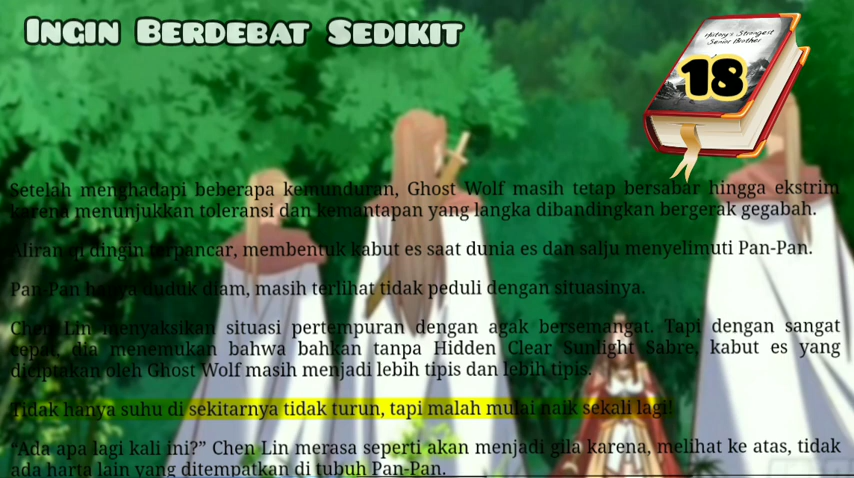 Ingin Berdebat Sedikit
History's Strongest
Senior Brother
18
Setelah menghadapi beberapa kemunduran, Ghost Wolf masih tetap bersabar hingga ekstrim
karena menunjukkan toleransi dan kemantapan yang langka dibandingkan bergerak gegabah.
Aliran qi dingin terpancar, membentuk kabut es saat dunia es dan salju menyelimuti Pan-Pan.
Pan-Pan hanya duduk diam, masih terlihat tidak peduli dengan situasinya.
Chen Lin menyaksikan situasi pertempuran dengan agak bersemangat. Tapi dengan sangat
cepat, dia menemukan bahwa bahkan tanpa Hidden Clear Sunlight Sabre, kabut es yang
diciptakan oleh Ghost Wolf masih menjadi lebih tipis dan lebih tipis.
Tidak hanya suhu di sekitarnya tidak turun, tapi malah mulai naik sekali lagi!
“Ada apa lagi kali ini?” Chen Lin merasa seperti akan menjadi gila karena, melihat ke atas, tidak
ada harta lain yang ditempatkan di tubuh Pan-Pan.